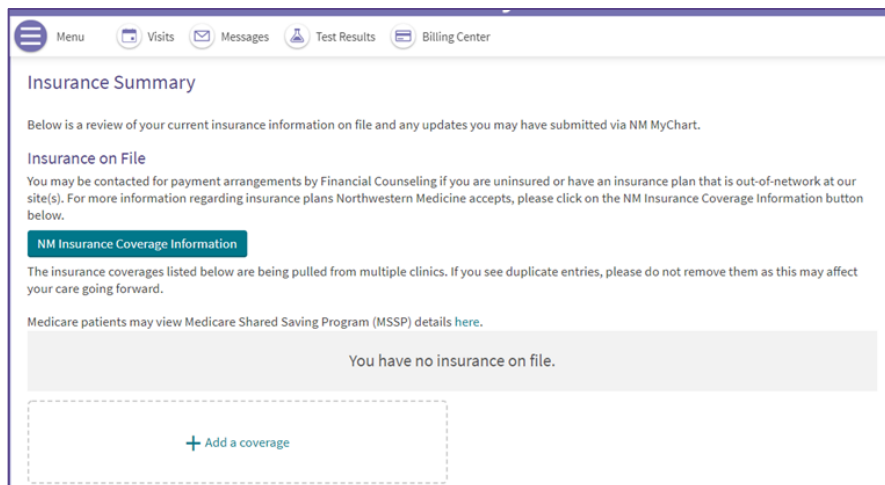 Menu Visits Messages Test Results Billing Center
Insurance Summary
Below is a review of your current insurance information on file and any updates you may have submitted via NM MyChart.
Insurance on File
You may be contacted for payment arrangements by Financial Counseling if you are uninsured or have an insurance plan that is out-of-network at our
site(s). For more information regarding insurance plans Northwestern Medicine accepts, please click on the NM Insurance Coverage Information button
below.
NM Insurance Coverage Information
The insurance coverages listed below are being pulled from multiple clinics. If you see duplicate entries, please do not remove them as this may affect
your care going forward.
Medicare patients may view Medicare Shared Saving Program (MSSP) details here.
You have no insurance on file.
+ Add a coverage